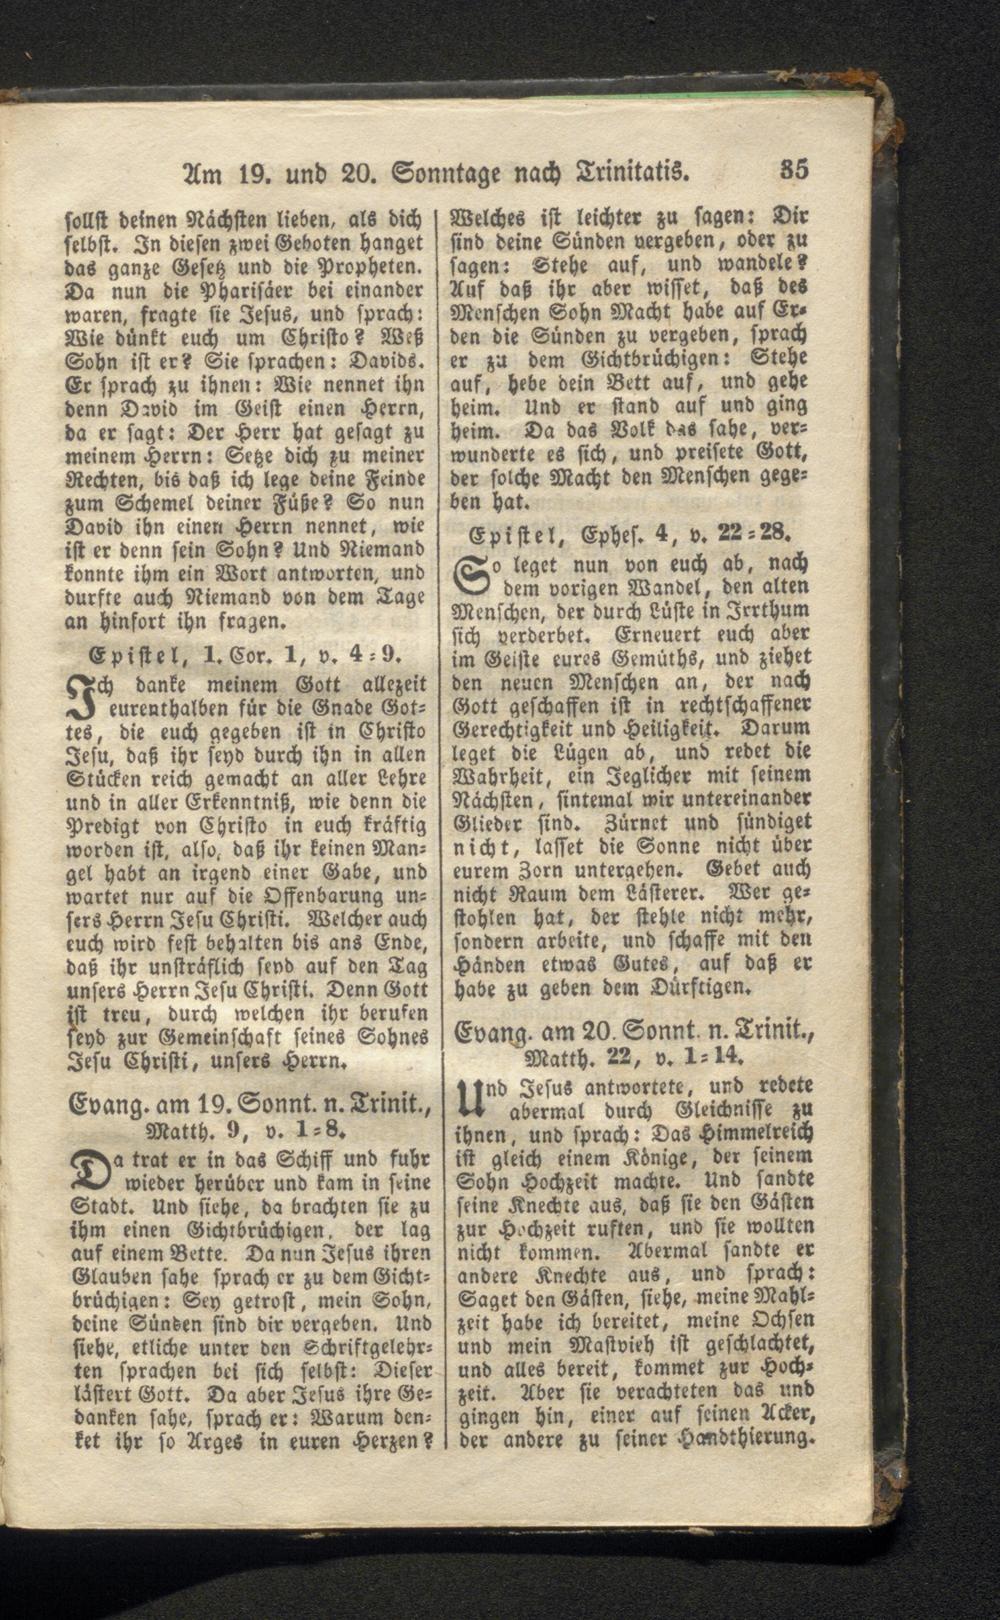 Am 19. und 20. Sonntage nach Trinitatis. 35
sollst deinen Nächsten lieben, als dich
selbst. In diesen zwei Geboten hanget
das ganze Gesetz und die Propheten.
Da nun die Pharisäer bei einander
waren, fragte sie Jesus, und sprach:
Wie dünkt euch um Christo? Weß
Sohn ist er? Sie sprachen: Davids.
Er sprach zu ihnen: Wie nennet ihn
denn David im Geist einen Herrn,
da er sagt: Der Herr hat gesagt zu
meinem Herrn: Setze dich zu meiner
Rechten, bis daß ich lege deine Feinde
zum Schemel deiner Füße? So nun
David ihn einen Herrn nennet, wie
ist er denn sein Sohn? Und Niemand
konnte ihm ein Wort antworten, und
durfte auch Niemand von dem Tage
an hinfort ihn fragen.
Epistel, 1. Cor. 1, v. 4=9.
Ich danke meinem Gott allezeit
eurenthalben für die Gnade Got=
tes, die euch gegeben ist in Christo
Jesu, daß ihr seyd durch ihn in allen
Stücken reich gemacht an aller Lehre
und in aller Erkenntniß, wie denn die
Predigt von Christo in euch kräftig
worden ist, also, daß ihr keinen Man=
gel habt an irgend einer Gabe, und
wartet nur auf die Offenbarung un=
sers Herrn Jesu Christi. Welcher auch
euch wird fest behalten bis ans Ende,
daß ihr unsträflich seyd auf den Tag
unsers Herrn Jesu Christi. Denn Gott
ist treu, durch welchen ihr berufen
seyd zur Gemeinschaft seines Sohnes
Jesu Christi, unsers Herrn.
Evang. am 19. Sonnt. n. Trinit.,
Matth. 9, v. 1=8.
Da trat er in das Schiff und fuhr
wieder herüber und kam in seine
Stadt. Und siehe, da brachten sie zu
ihm einen Gichtbrüchigen, der lag
auf einem Bette. Da nun Jesus ihren
Glauben sahe sprach er zu dem Gicht=
brüchigen: Sey getrost, mein Sohn,
deine Sünden sind dir vergeben. Und
siehe, etliche unter den Schriftgelehr=
ten sprachen bei sich selbst: Dieser
lästert Gott. Da aber Jesus ihre Ge=
danken sahe, sprach er: Warum den=
ket ihr so Arges in euren Herzen?
Welches ist leichter zu sagen: Dir
sind deine Sünden vergeben, oder zu
sagen: Stehe auf, und wandele?
Auf daß ihr aber wisset, daß des
Menschen Sohn Macht habe auf Er=
den die Sünden zu vergeben, sprach
er zu dem Gichtbrüchigen: Stehe
auf, hebe dein Bett auf, und gehe
heim. Und er stand auf und ging
heim. Da das Volk das sahe, ver=
wunderte es sich, und preisete Gott,
der solche Macht den Menschen gege=
ben hat.
Epistel, Ephes. 4, v. 22=28.
So leget nun von euch ab, nach
dem vorigen Wandel, den alten
Menschen, der durch Lüste in Irrthum
sich verderbet. Erneuert euch aber
im Geiste eures Gemüths, und ziehet
den neuen Menschen an, der nach
Gott geschaffen ist in rechtschaffener
Gerechtigkeit und Heiligkeit. Darum
leget die Lügen ab, und redet die
Wahrheit, ein Jeglicher mit seinem
Nächsten, sintemal wir untereinander
Glieder sind. Zürnet und sündiget
nicht, lasset die Sonne nicht über
eurem Zorn untergehen. Gebet auch
nicht Raum dem Lästerer. Wer ge=
stohlen hat, der stehle nicht mehr,
sondern arbeite, und schaffe mit den
Händen etwas Gutes, auf daß er
habe zu geben dem Dürftigen.
Evang. am 20. Sonnt. n. Trinit.,
Matth. 22, v. 1=14.
Und Jesus antwortete, und redete
abermal durch Gleichnisse zu
ihnen, und sprach: Das Himmelreich
ist gleich einem Könige, der seinem
Sohn Hochzeit machte. Und sandte
seine Knechte aus, daß sie den Gästen
zur Hochzeit ruften, und sie wollten
nicht kommen. Abermal sandte er
andere Knechte aus, und sprach:
Saget den Gästen, siehe, meine Mahl=
zeit habe ich bereitet, meine Ochsen
und mein Mastvieh ist geschlachtet,
und alles bereit, kommet zur Hoch=
zeit. Aber sie verachteten das und
gingen hin, einer auf seinen Acker,
der andere zu seiner Handthierung.